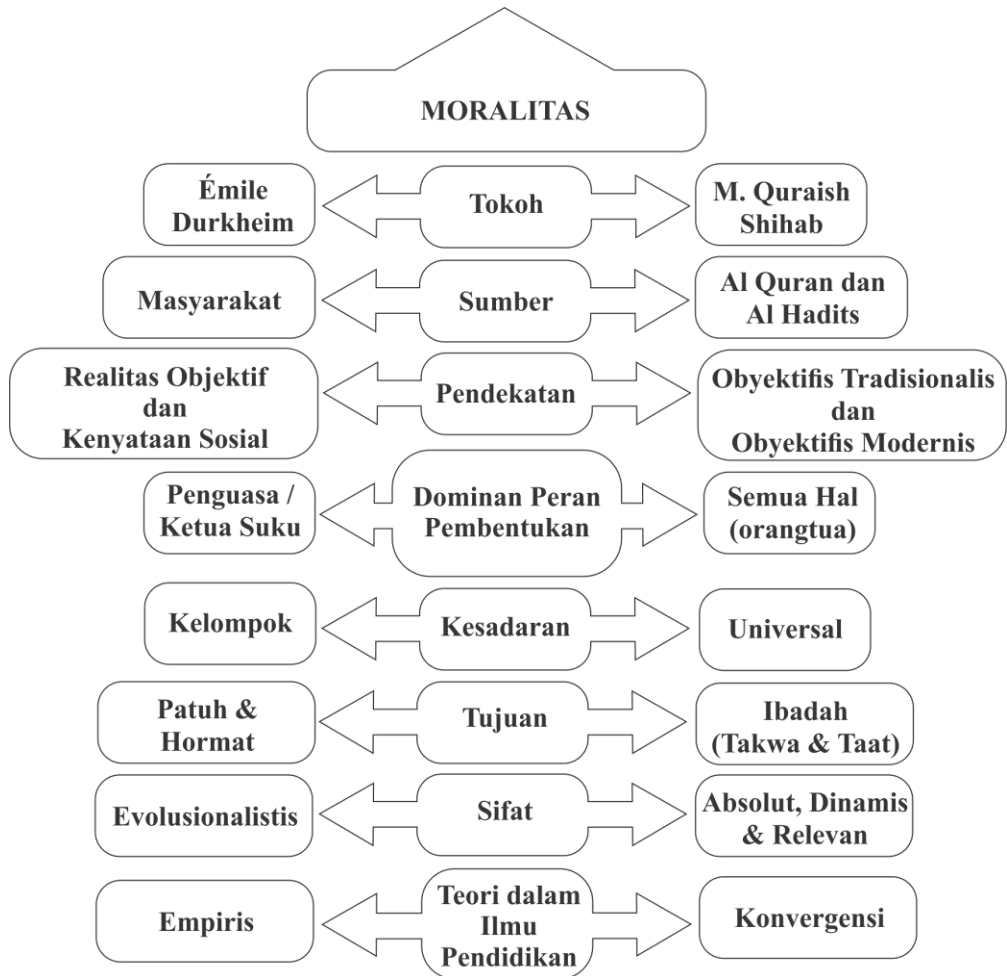 MORALITAS
Émile
Durkheim
Tokoh
M. Quraish
Shihab
Masyarakat
Sumber
Al Quran dan
Al Hadits
Realitas Objektif
dan
Kenyataan Sosial
Pendekatan
Obyektifis Tradisionalis
dan
Obyektifis Modernis
Penguasa /
Ketua Suku
Dominan Peran
Pembentukan
Semua Hal
(orangtua)
Kelompok
Kesadaran
Universal
Patuh &
Hormat
Tujuan
Ibadah
(Takwa & Taat)
Evolusionalistis
Sifat
Absolut, Dinamis
& Relevan
Empiris
Teori dalam
Ilmu
Pendidikan
Konvergensi